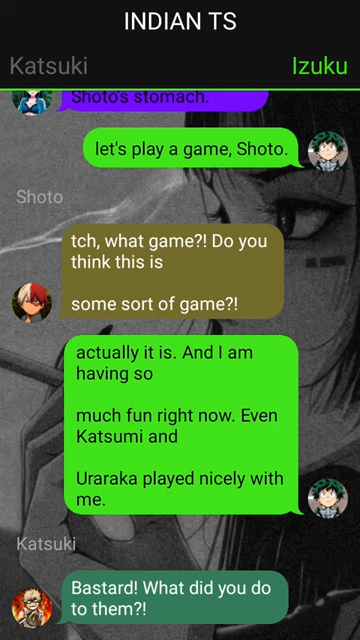 INDIAN TS
Katsuki
Izuku
Shoto's stomach.
let's play a game, Shoto.
Shoto
tch, what game?! Do you
think this is
some sort of game?!
actually it is. And I am
having so
much fun right now. Even
Katsumi and
Uraraka played nicely with
me.
Katsuki
Bastard! What did you do
to them?!